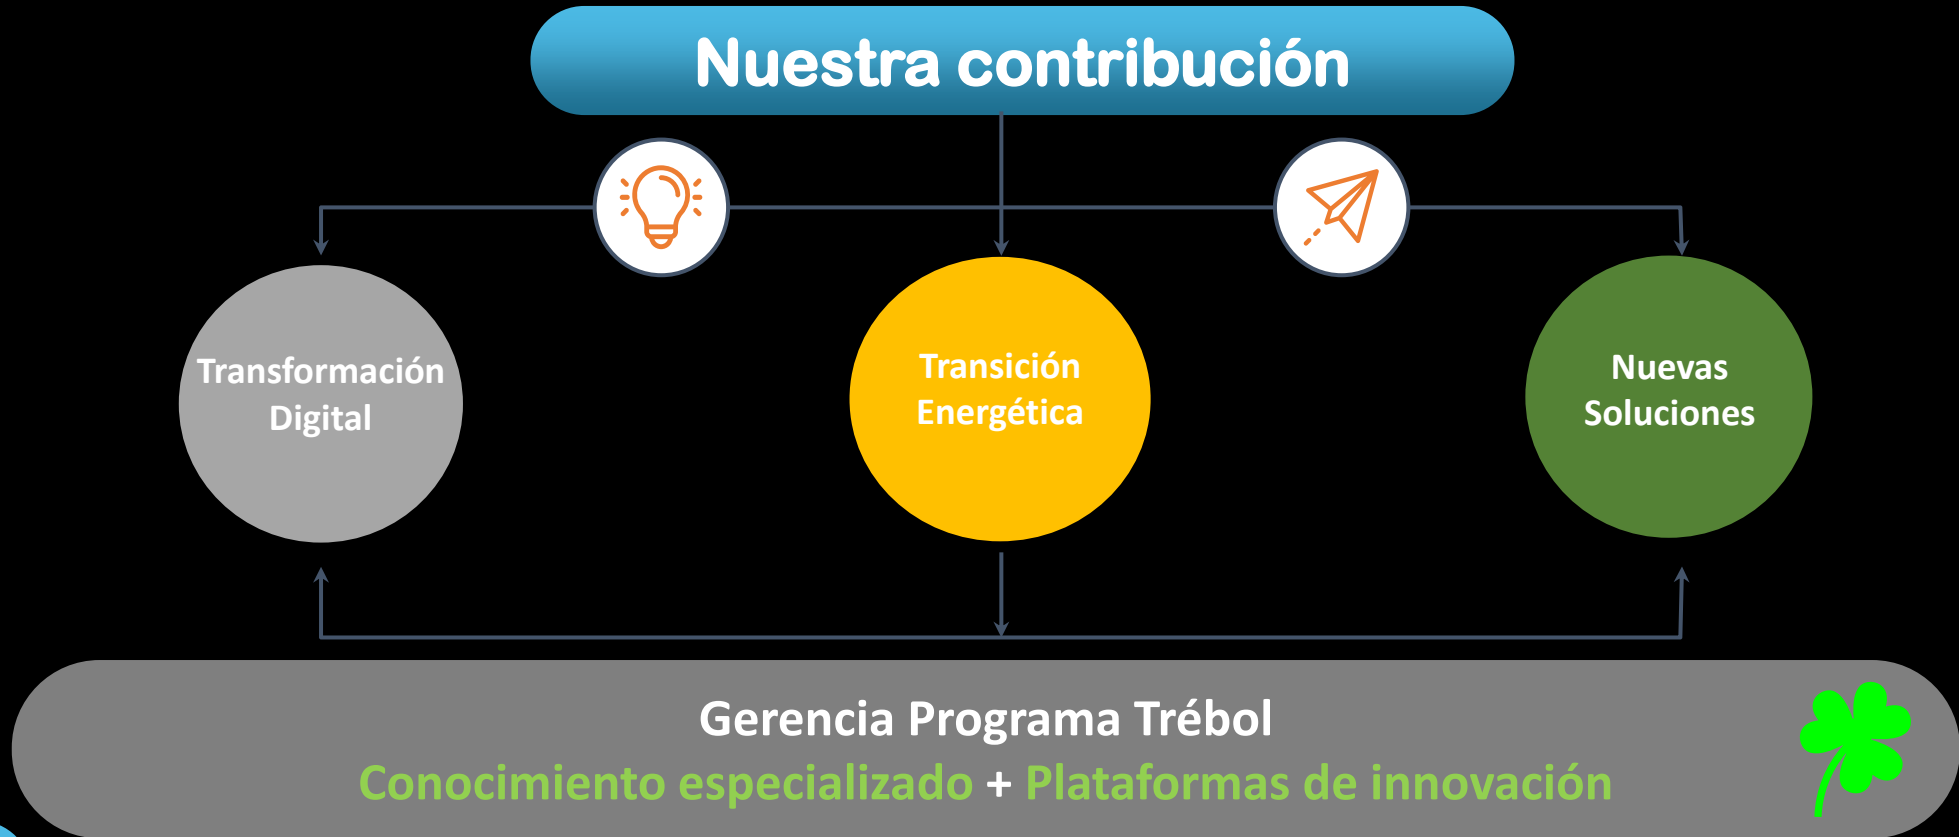 Nuestra contribución
Transformación
Digital
Transición
Energética
Nuevas
Soluciones
Gerencia Programa Trébol
Conocimiento especializado + Plataformas de innovación